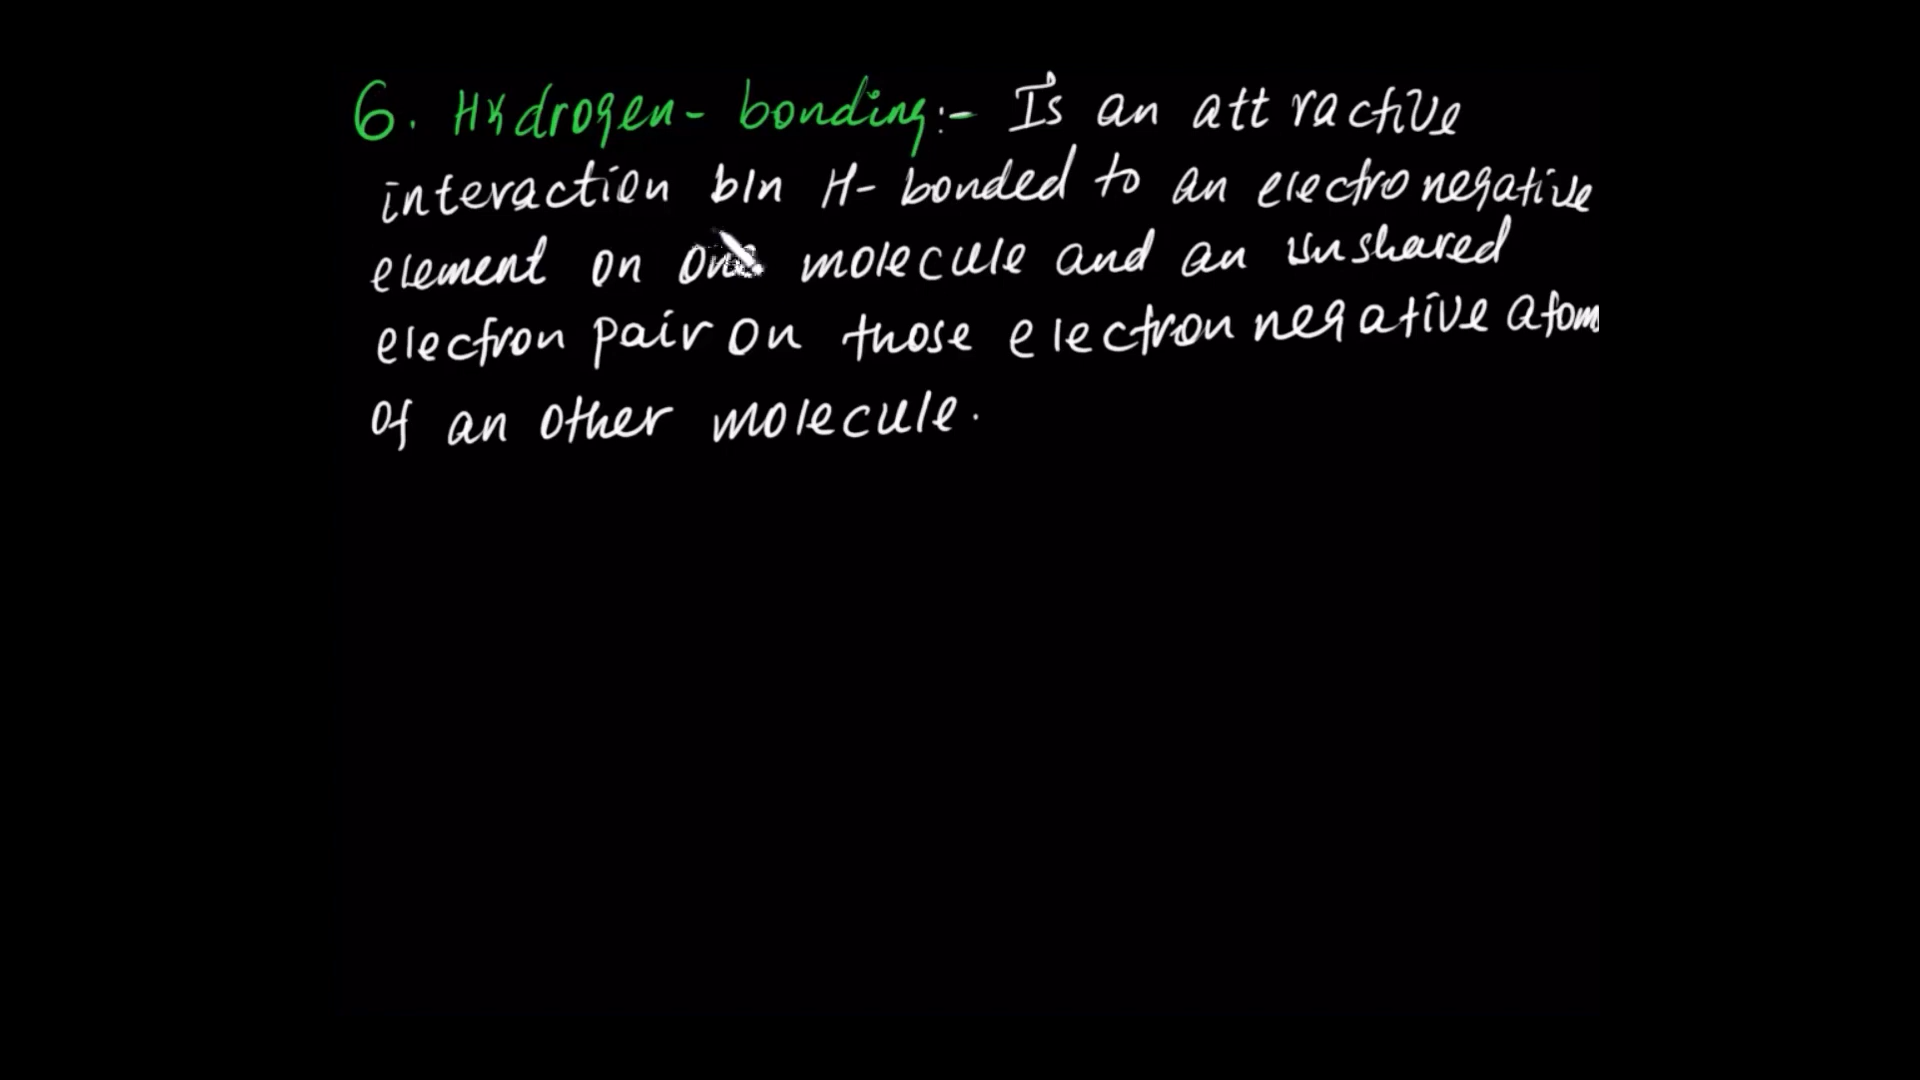 6. Hydrogen- bonding:- Is an attractive
interaction bln H- bonded to an electronegative
element on one molecule and an unshared
electron pair on those electron negative atom
of an other molecule.